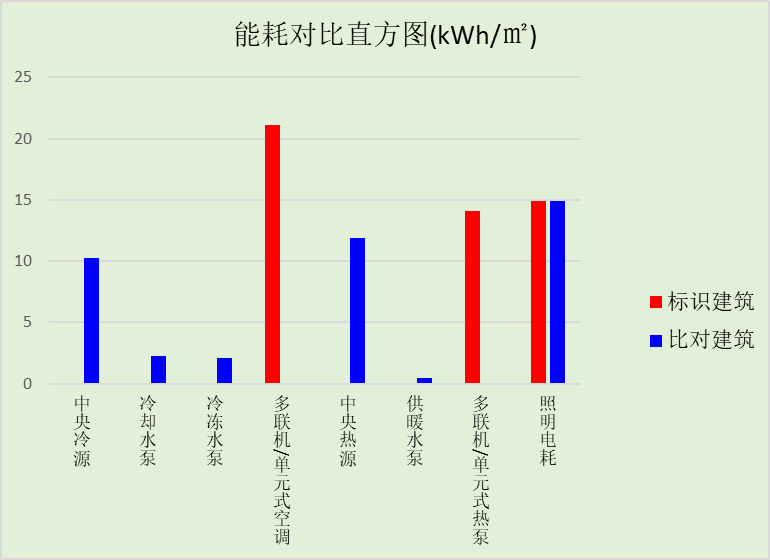 能耗对比直方图(kWh/㎡)
25
20
15
10
5
0
中央冷源
冷却水泵
冷冻水泵
多联机/单元式空调
中央热源
供暖水泵
多联机/单元式热泵
照明电耗
标识建筑
比对建筑